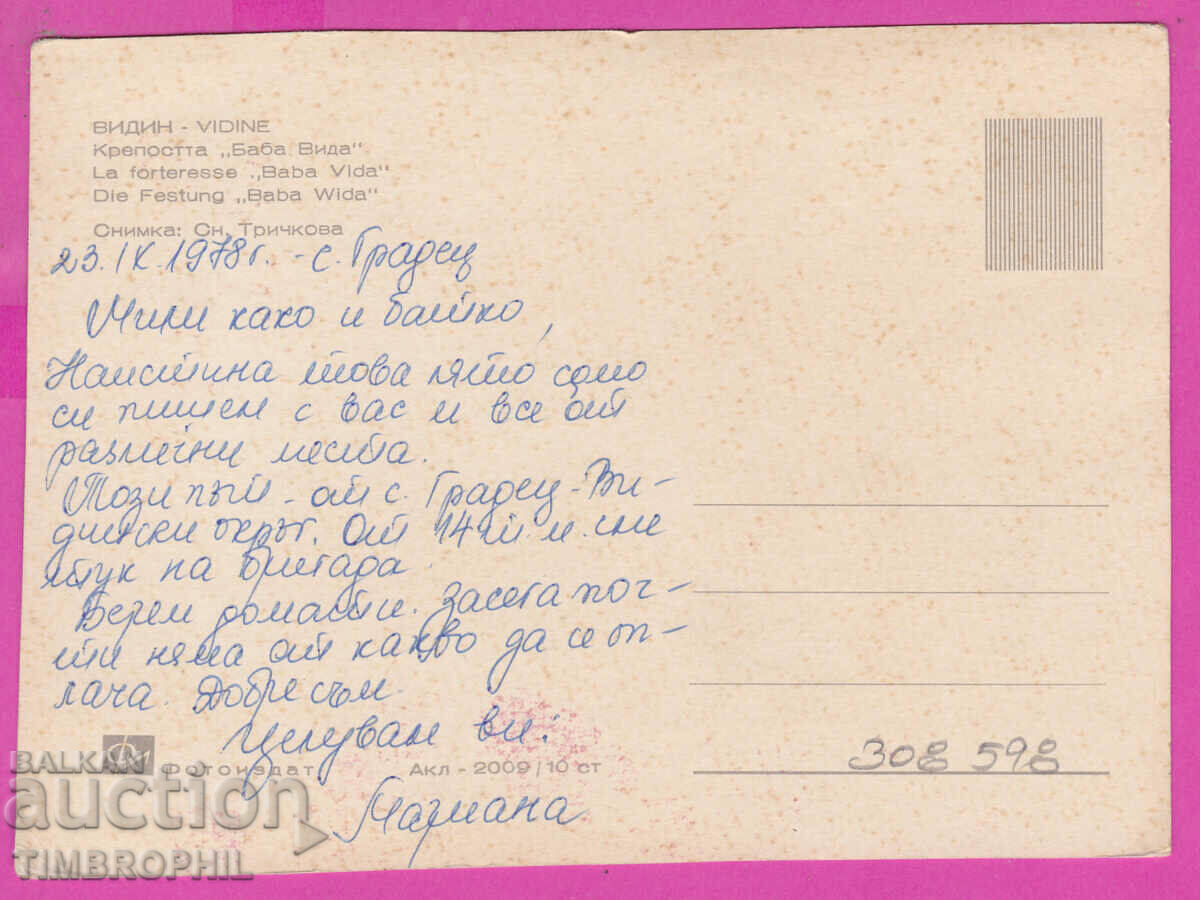 ВИДИН - VIDINE
Крепостта „Баба Вида"
La forteresse „Baba Vida"
Die Festung „Baba Wida"
Снимка: Сн. Тричкова
23.IX.1978г. - с. Градец
Мили како и батко,
Наистина това лято само
си пишем с вас и все от
различни места.
Този път - от с. Градец - Ви-
дински окръг. От 14 т.м. сме
тук на бригада.
Берем домати. Засега поч-
ти няма от какво да се оп-
лача. Добре съм.
Целувам ви:
Мариана
Фотоиздат
Акл - 2009/10 ст
308 598
BALKAN
auction
TIMBROPHIL